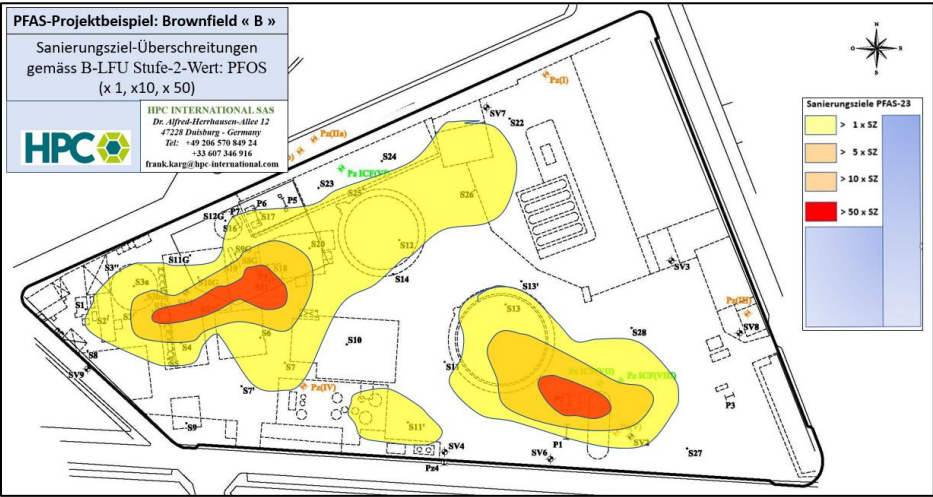 PFAS-Projektbeispiel: Brownfield « B »
Sanierungsziel-Überschreitungen
gemäss B-LFU Stufe-2-Wert: PFOS
(x 1, x10, x 50)
HPC
HPC INTERNATIONAL SAS
Dr. Alfred-Herrhausen-Allee 12
47228 Duisburg - Germany
Tel: +49 206 570 849 24
+33 607 346 916
frank.karg@hpc-international.com
Sanierungsziele PFAS-23
> 1 x SZ
> 5 x SZ
> 10 x SZ
> 50 x SZ
Pz(I)
SV7
S22
Pz(IIa)
S24
S23
S25
S26
P5
P6
P7
S12G
S17
S16
S20
S12
S14
S11G
S3"
S3a
S1
S2'
S8
SV9
S4
S6
S7
S7'
S10
S9
Pz(IV)
S11'
SV4
Pz4
S13'
S13
S28
SV3
Pz(III)
SV8
P3
Pz ICF(VIII)
P1
SV2
SV6
S27